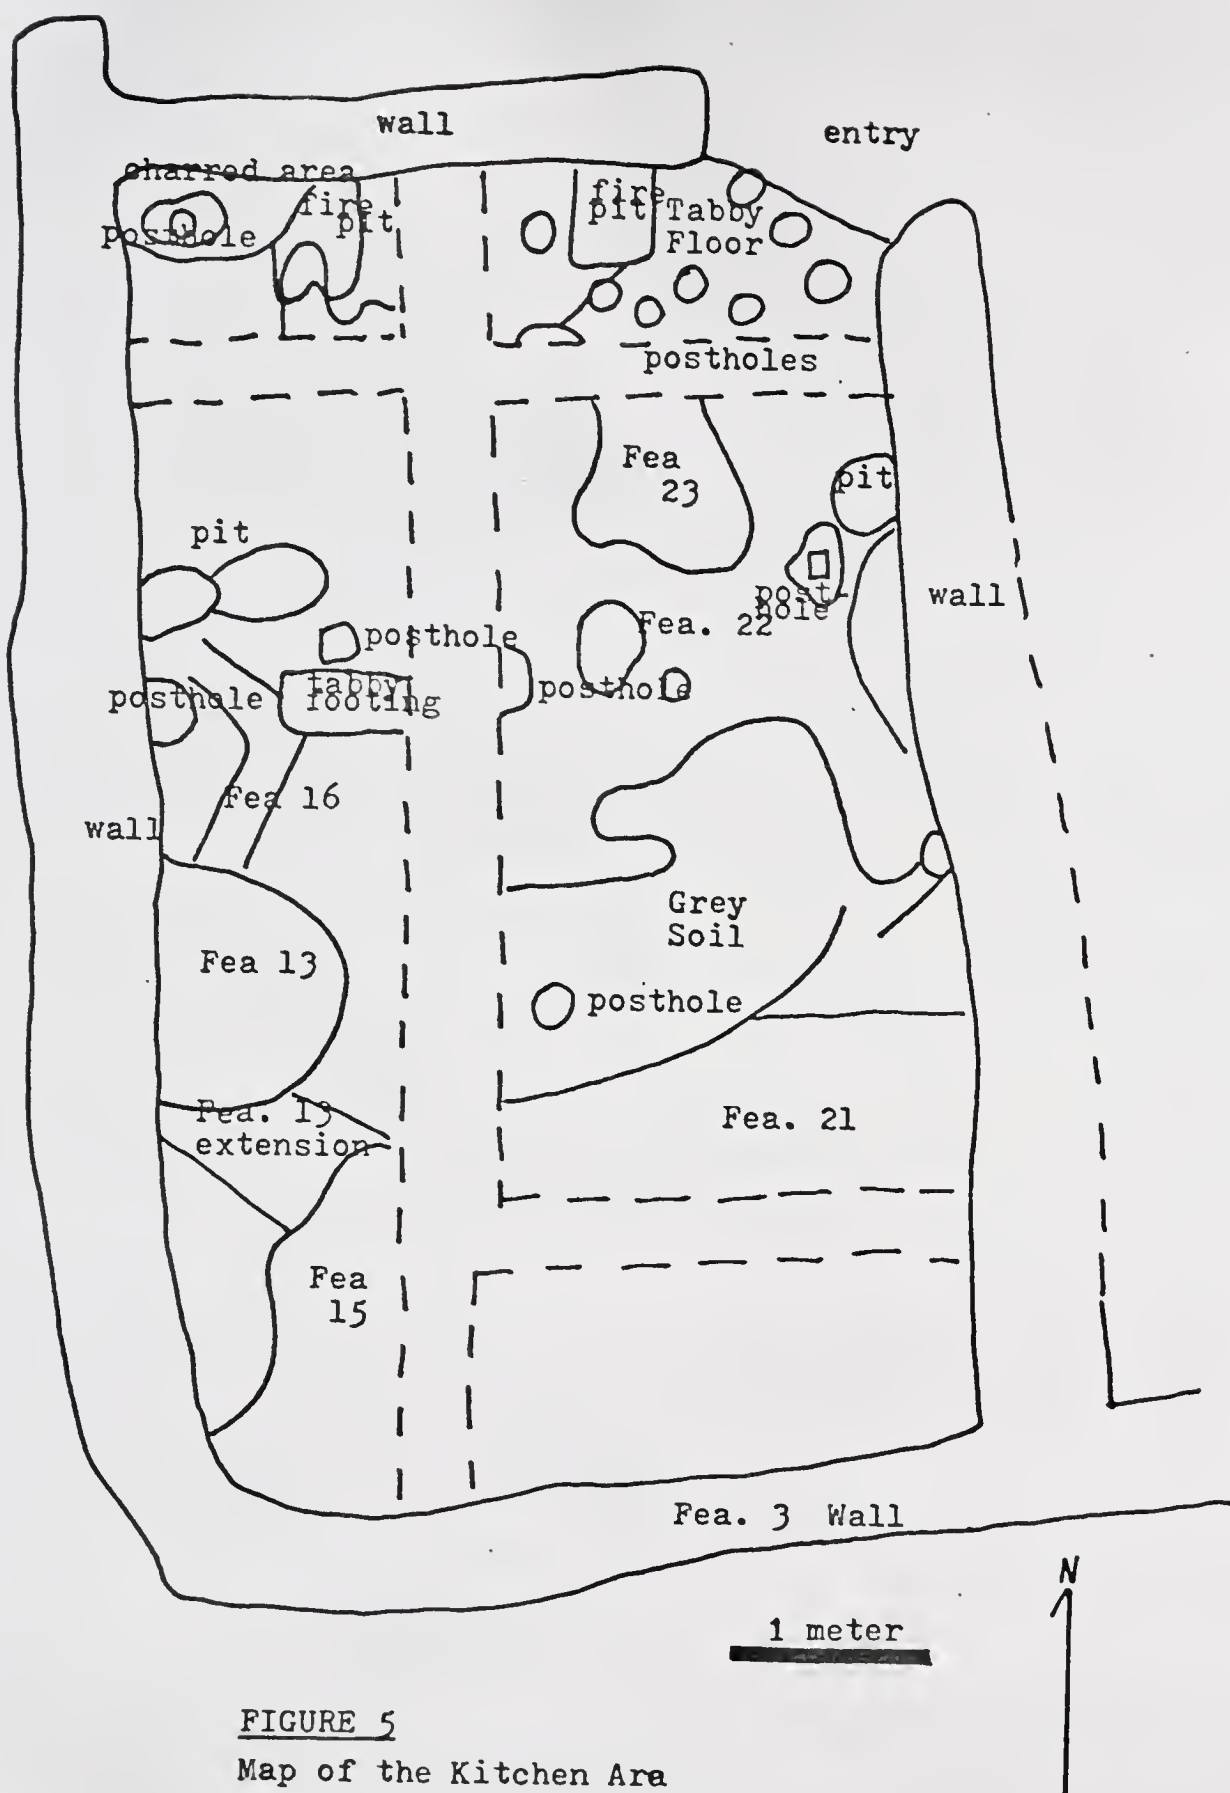 wall
entry
charred area
fire
pit
posthole
fire
pit
Tabby
Floor
postholes
Fea
23
pit
pit
post-
hole
wall
Fea. 22
posthole
posthole
tabby
footing
posthole
Fea 16
wall
Grey
Soil
Fea 13
posthole
Fea. 13
extension
Fea. 21
Fea
15
Fea. 3 Wall
N
1 meter
FIGURE 5
Map of the Kitchen Ara